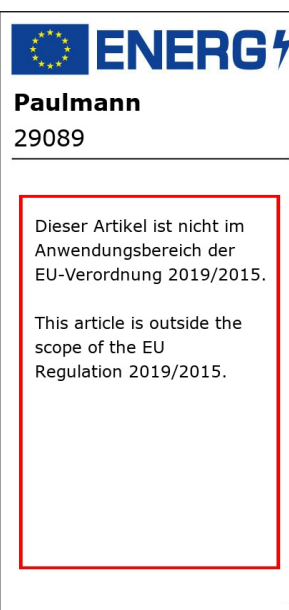 ENERG
Paulmann
29089
Dieser Artikel ist nicht im
Anwendungsbereich der
EU-Verordnung 2019/2015.
This article is outside the
scope of the EU
Regulation 2019/2015.